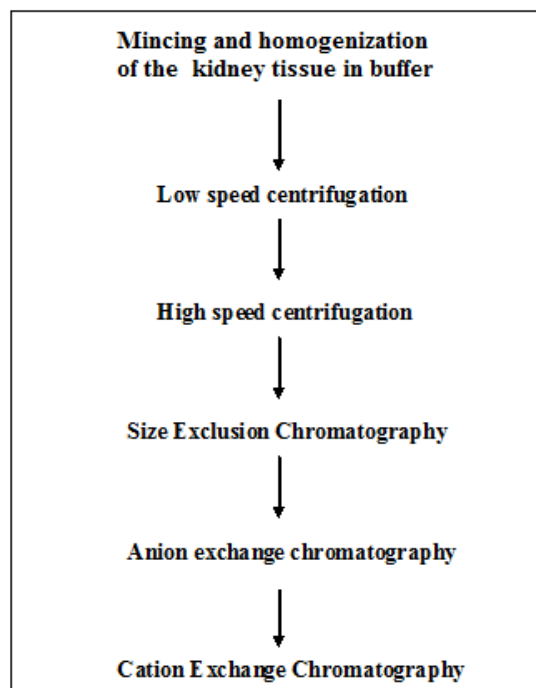 Mincing and homogenization
of the kidney tissue in buffer
Low speed centrifugation
High speed centrifugation
Size Exclusion Chromatography
Anion exchange chromatography
Cation Exchange Chromatography